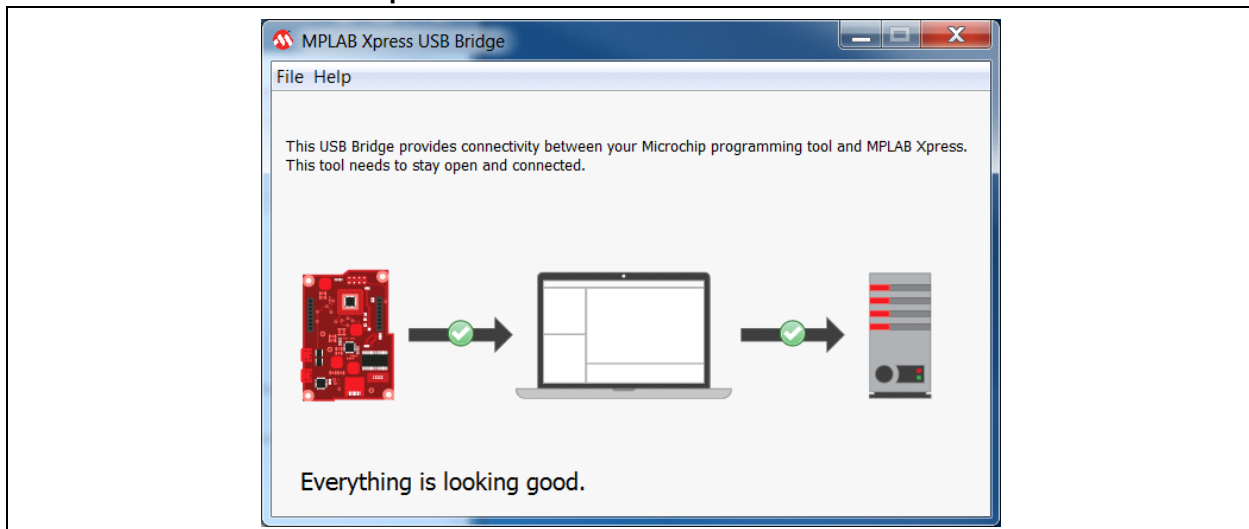 MPLAB Xpress USB Bridge
File Help
This USB Bridge provides connectivity between your Microchip programming tool and MPLAB Xpress.
This tool needs to stay open and connected.
Everything is looking good.